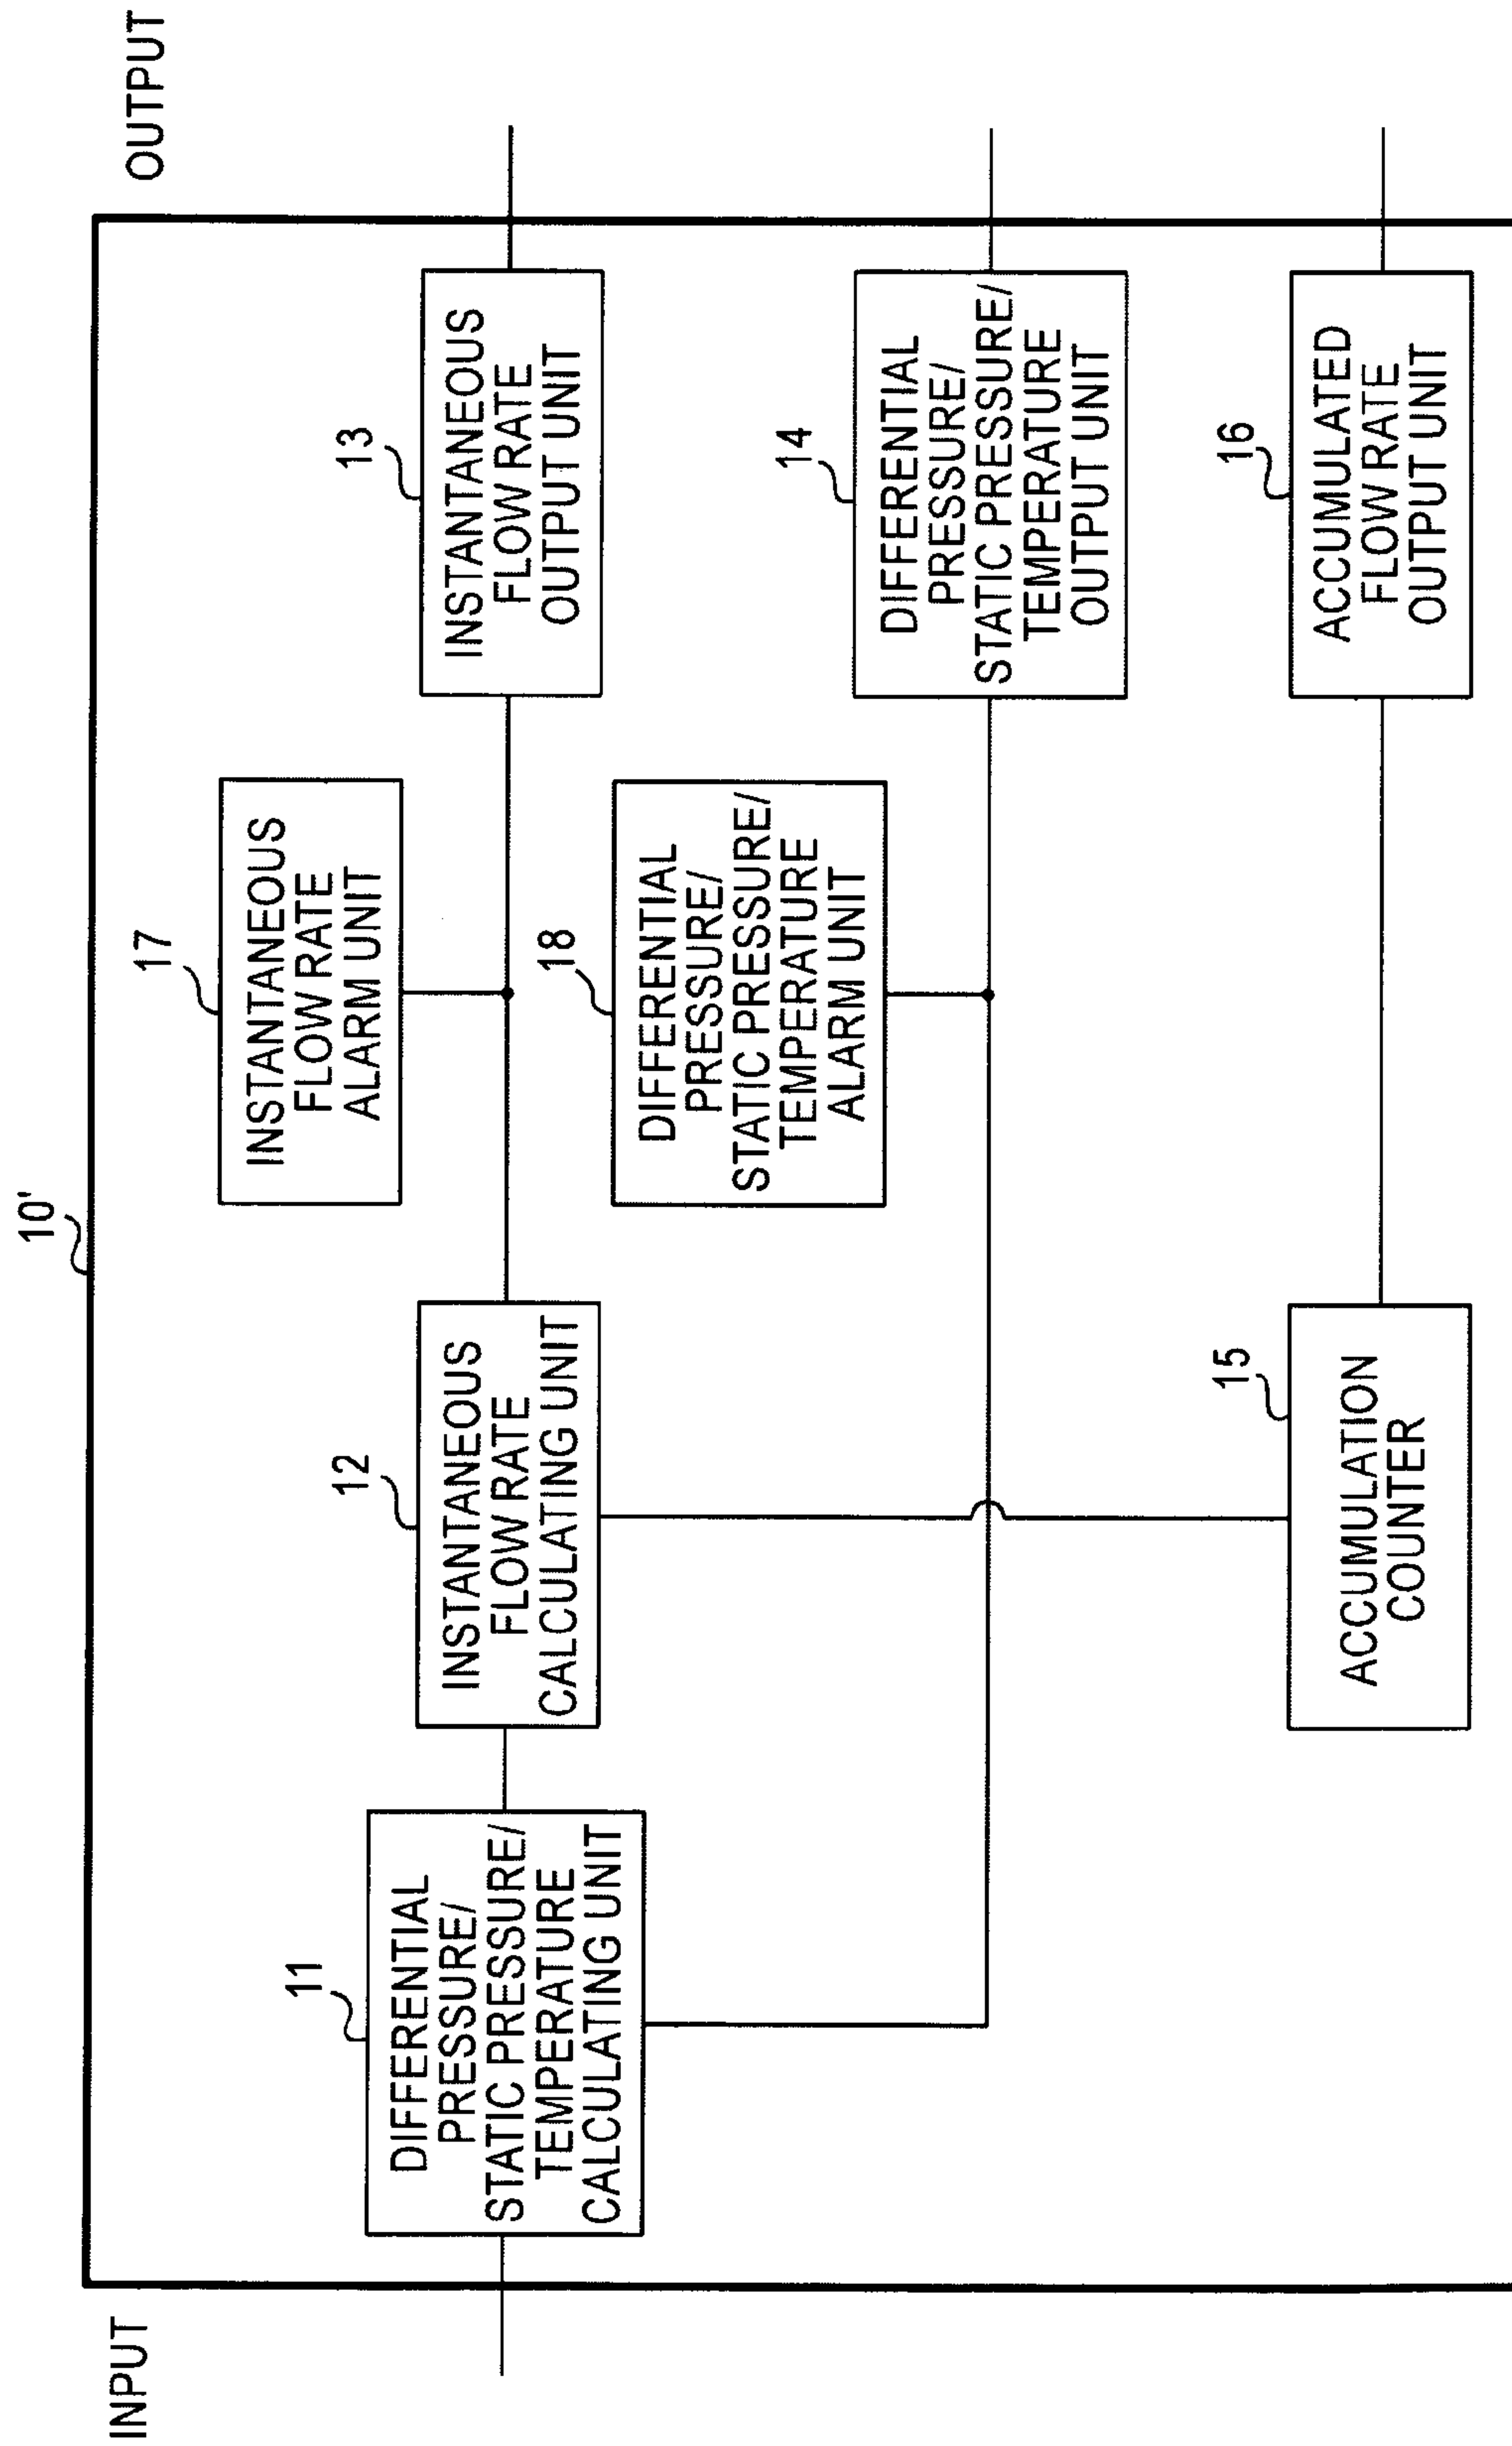 10'
INPUT
OUTPUT
11
DIFFERENTIAL
PRESSURE/
STATIC PRESSURE/
TEMPERATURE
CALCULATING UNIT
12
INSTANTANEOUS
FLOW RATE
CALCULATING UNIT
17
INSTANTANEOUS
FLOW RATE
ALARM UNIT
13
INSTANTANEOUS
FLOW RATE
OUTPUT UNIT
18
DIFFERENTIAL
PRESSURE/
STATIC PRESSURE/
TEMPERATURE
ALARM UNIT
14
DIFFERENTIAL
PRESSURE/
STATIC PRESSURE/
TEMPERATURE
OUTPUT UNIT
15
ACCUMULATION
COUNTER
16
ACCUMULATED
FLOW RATE
OUTPUT UNIT